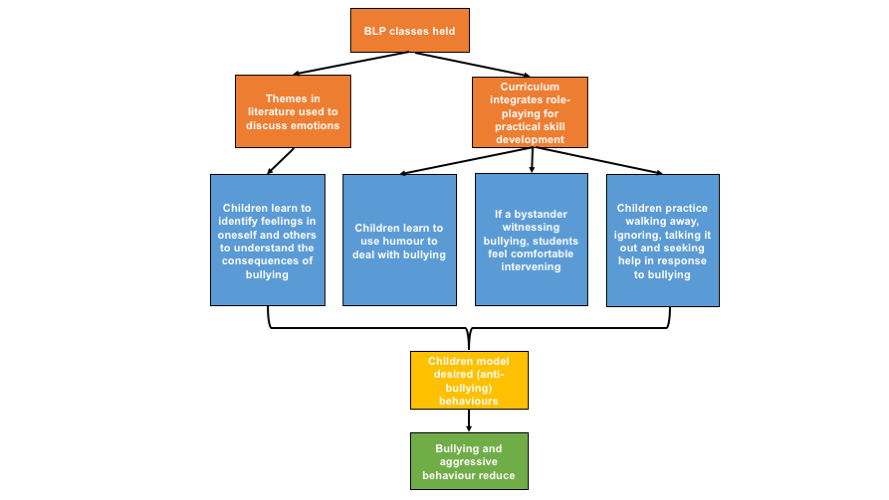 BLP classes held
Themes in
literature used to
discuss emotions
Curriculum
integrates role-
playing for
practical skill
development
Children learn to
identify feelings in
oneself and others
to understand the
consequences of
bullying
Children learn to
use humour to
deal with bullying
If a bystander
witnessing
bullying, students
feel comfortable
intervening
Children practice
walking away,
ignoring, talking it
out and seeking
help in response
to bullying
Children model
desired (anti-
bullying)
behaviours
Bullying and
aggressive
behaviour reduce